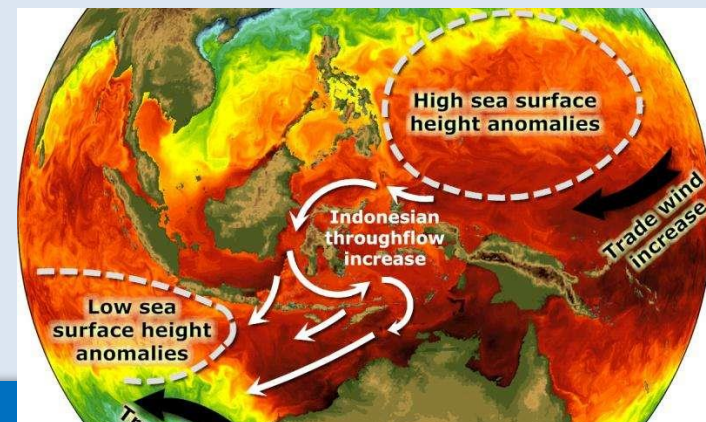 High sea surface
height anomalies
Trade wind
increase
Indonesian
throughflow
increase
Low sea
surface height
anomalies